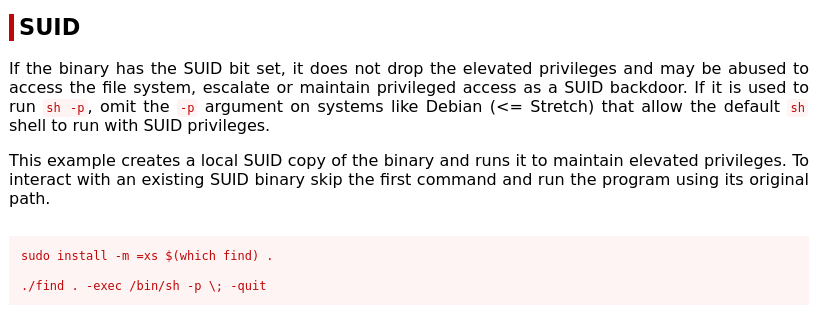 SUID
If the binary has the SUID bit set, it does not drop the elevated privileges and may be abused to
access the file system, escalate or maintain privileged access as a SUID backdoor. If it is used to
run sh -p, omit the -p argument on systems like Debian (<= Stretch) that allow the default sh
shell to run with SUID privileges.
This example creates a local SUID copy of the binary and runs it to maintain elevated privileges. To
interact with an existing SUID binary skip the first command and run the program using its original
path.
sudo install -m =xs $(which find) .
./find . -exec /bin/sh -p \; -quit